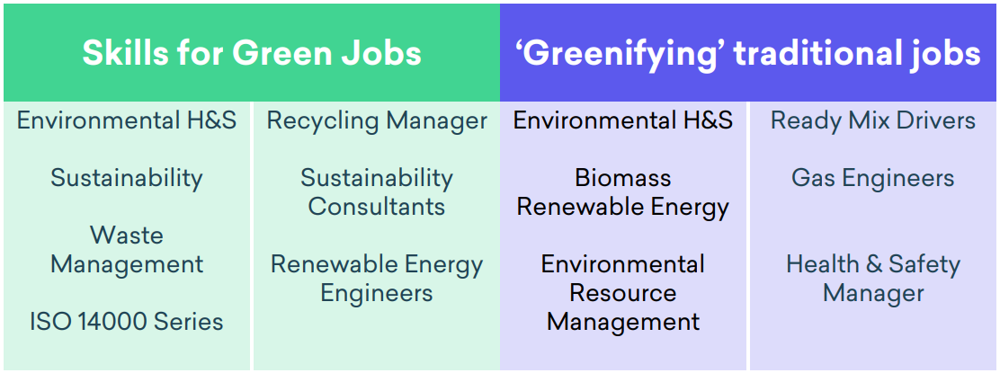 Skills for Green Jobs
‘Greenifying’ traditional jobs
Environmental H&S
Sustainability
Waste
Management
ISO 14000 Series
Recycling Manager
Sustainability
Consultants
Renewable Energy
Engineers
Environmental H&S
Biomass
Renewable Energy
Environmental
Resource
Management
Ready Mix Drivers
Gas Engineers
Health & Safety
Manager